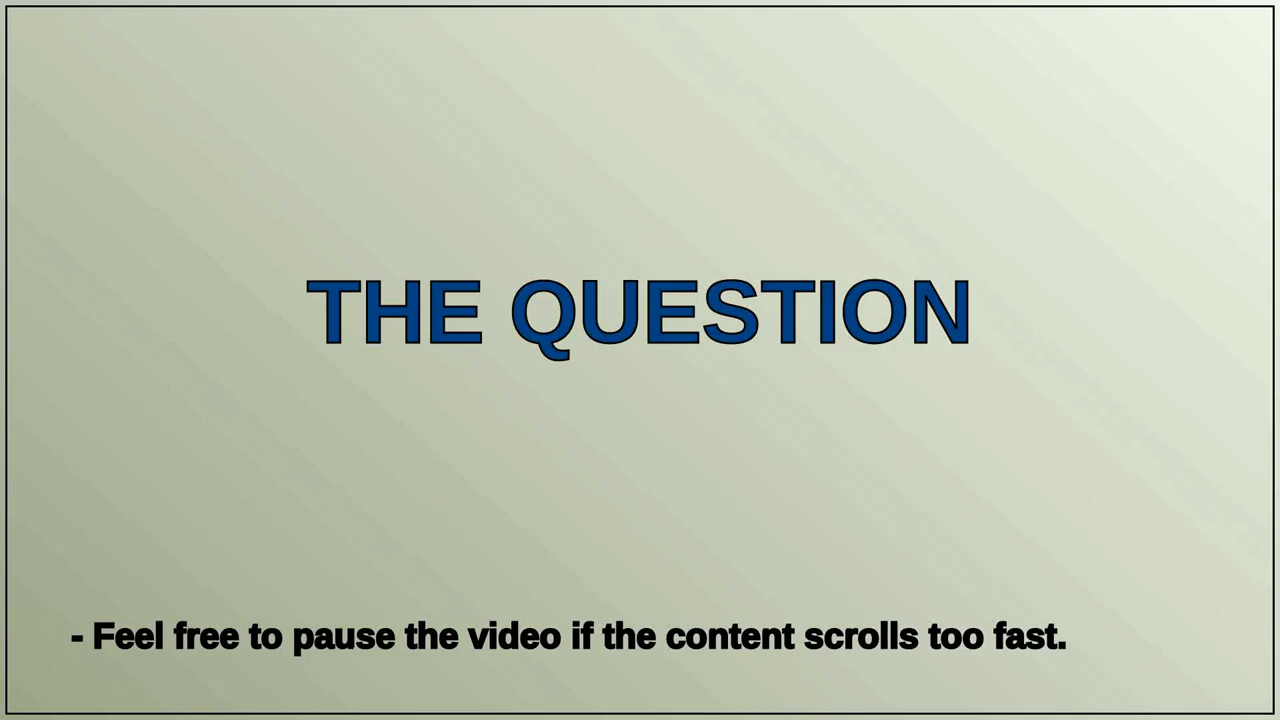 THE QUESTION
- Feel free to pause the video if the content scrolls too fast.